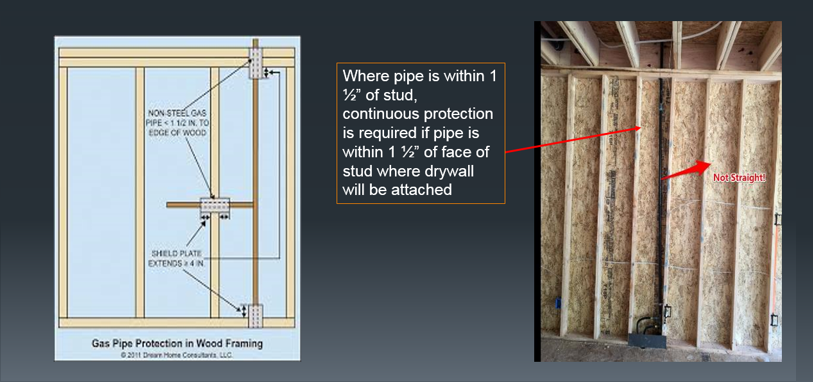 NON-STEEL GAS
PIPE < 1 1/2 IN. TO
EDGE OF WOOD
SHIELD PLATE
EXTENDS ≥ 4 IN.
Gas Pipe Protection in Wood Framing
© 2011 Dream Home Consultants, LLC.
Where pipe is within 1
½” of stud,
continuous protection
is required if pipe is
within 1 ½” of face of
stud where drywall
will be attached
Not Straight!